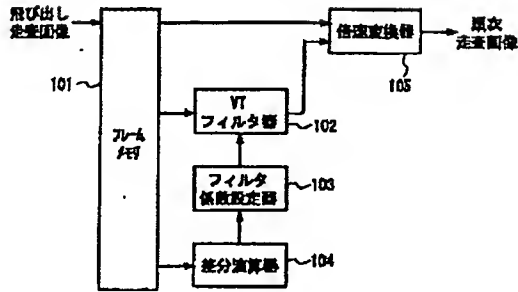 飛び出し
走査画像
101
フレーム
メモリ
VT
フィルタ器
102
フィルタ
係数設定器
103
差分演算器
104
倍速変換器
105
順次
走査画像